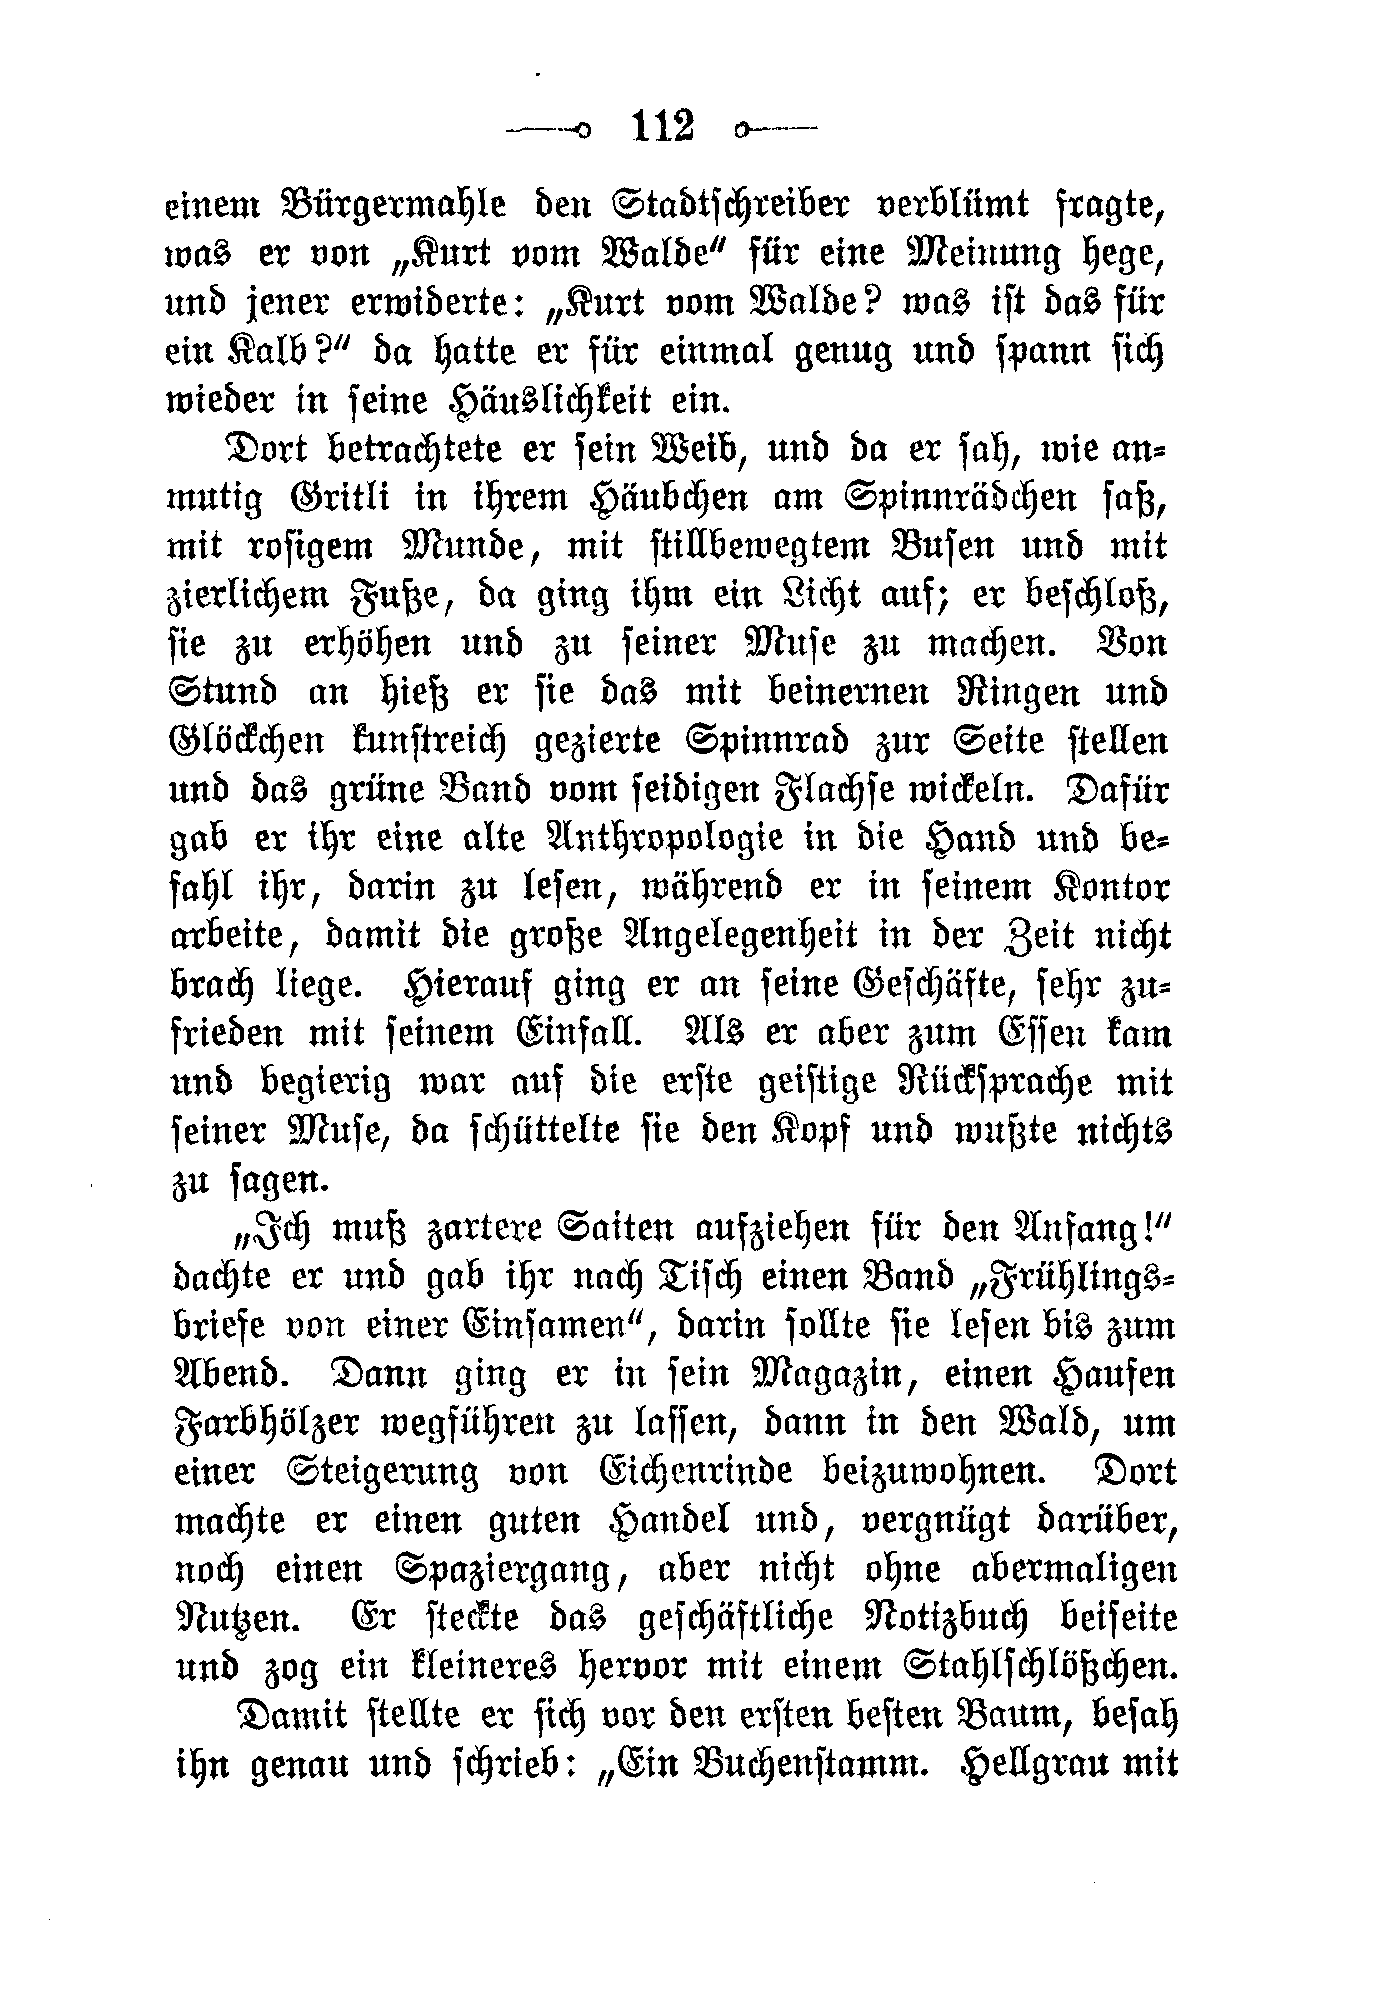 112
einem Bürgermahle den Stadtschreiber verblümt fragte,
was er von „Kurt vom Walde“ für eine Meinung hege,
und jener erwiderte: „Kurt vom Walde? was ist das für
ein Kalb?“ da hatte er für einmal genug und spann sich
wieder in seine Häuslichkeit ein.
Dort betrachtete er sein Weib, und da er sah, wie an-
mutig Gritli in ihrem Häubchen am Spinnrädchen saß,
mit rosigem Munde, mit stillbewegtem Busen und mit
zierlichem Fuße, da ging ihm ein Licht auf; er beschloß,
sie zu erhöhen und zu seiner Muse zu machen. Von
Stund an hieß er sie das mit beinernen Ringen und
Glöckchen kunstreich gezierte Spinnrad zur Seite stellen
und das grüne Band vom seidigen Flachse wickeln. Dafür
gab er ihr eine alte Anthropologie in die Hand und be-
fahl ihr, darin zu lesen, während er in seinem Kontor
arbeite, damit die große Angelegenheit in der Zeit nicht
brach liege. Hierauf ging er an seine Geschäfte, sehr zu-
frieden mit seinem Einfall. Als er aber zum Essen kam
und begierig war auf die erste geistige Rücksprache mit
seiner Muse, da schüttelte sie den Kopf und wußte nichts
zu sagen.
„Ich muß zartere Saiten aufziehen für den Anfang!“
dachte er und gab ihr nach Tisch einen Band „Frühlings-
briefe von einer Einsamen“, darin sollte sie lesen bis zum
Abend. Dann ging er in sein Magazin, einen Haufen
Farbhölzer wegführen zu lassen, dann in den Wald, um
einer Steigerung von Eichenrinde beizuwohnen. Dort
machte er einen guten Handel und, vergnügt darüber,
noch einen Spaziergang, aber nicht ohne abermaligen
Nutzen. Er steckte das geschäftliche Notizbuch beiseite
und zog ein kleineres hervor mit einem Stahlschlößchen.
Damit stellte er sich vor den ersten besten Baum, besah
ihn genau und schrieb: „Ein Buchenstamm. Hellgrau mit